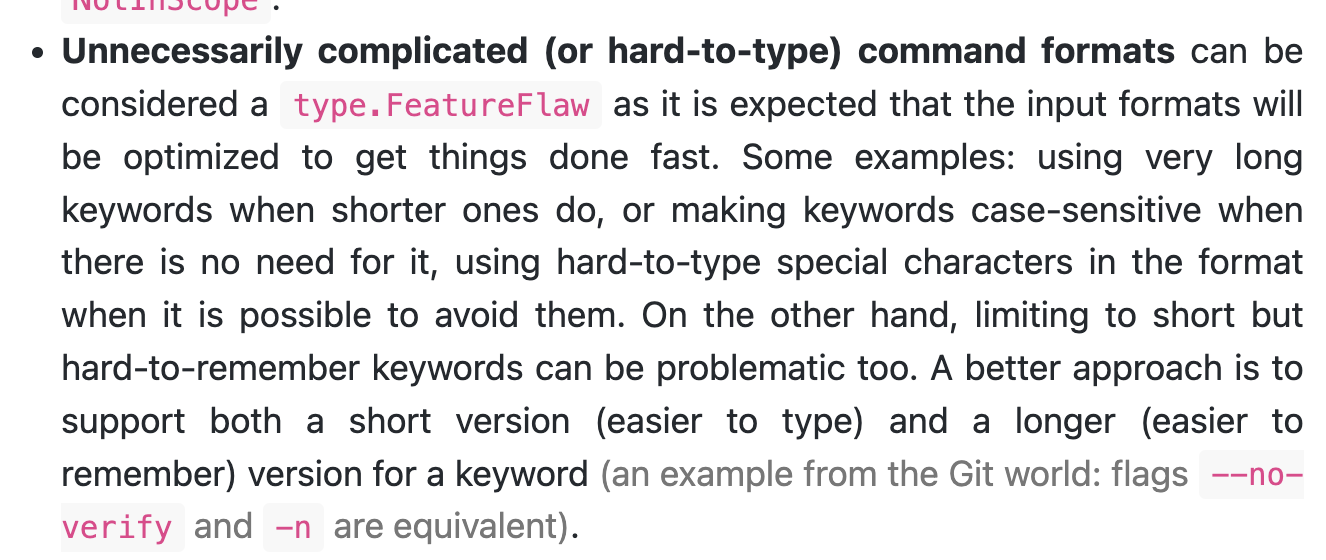 NotInScope.
• Unnecessarily complicated (or hard-to-type) command formats can be
considered a type.FeatureFlaw as it is expected that the input formats will
be optimized to get things done fast. Some examples: using very long
keywords when shorter ones do, or making keywords case-sensitive when
there is no need for it, using hard-to-type special characters in the format
when it is possible to avoid them. On the other hand, limiting to short but
hard-to-remember keywords can be problematic too. A better approach is to
support both a short version (easier to type) and a longer (easier to
remember) version for a keyword (an example from the Git world: flags --no-
verify and -n are equivalent).